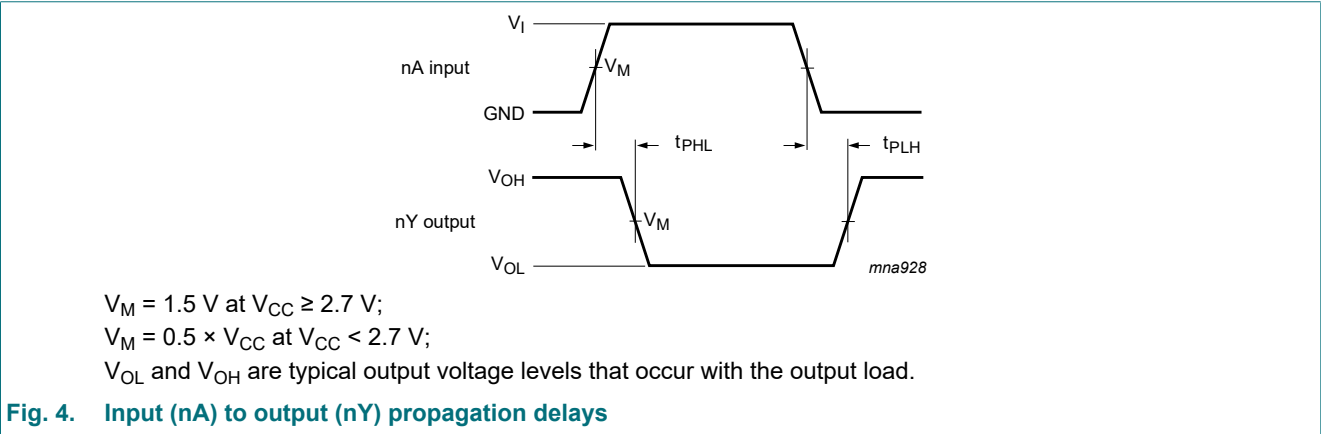 V_I
nA input
V_M
GND
t_PHL
t_PLH
V_OH
nY output
V_M
V_OL
mna928
V_M = 1.5 V at V_CC ≥ 2.7 V;
V_M = 0.5 × V_CC at V_CC < 2.7 V;
V_OL and V_OH are typical output voltage levels that occur with the output load.
Fig. 4. Input (nA) to output (nY) propagation delays